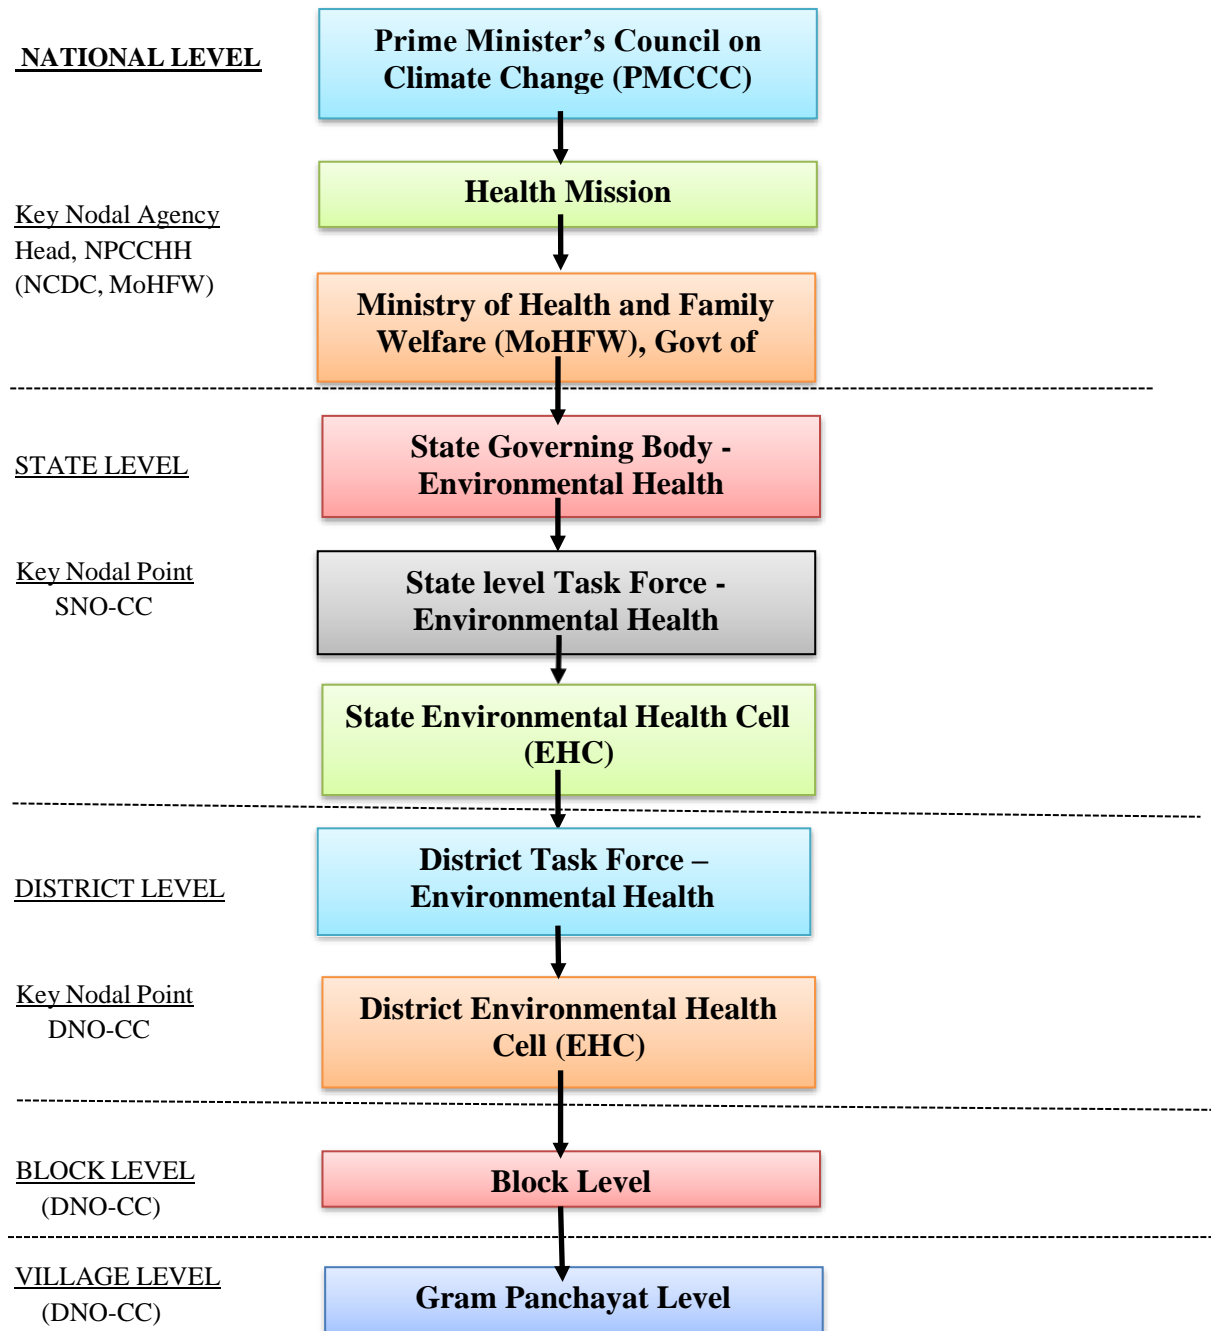 NATIONAL LEVEL
Prime Minister’s Council on
Climate Change (PMCCC)
Health Mission
Key Nodal Agency
Head, NPCCHH
(NCDC, MoHFW)
Ministry of Health and Family
Welfare (MoHFW), Govt of
STATE LEVEL
State Governing Body -
Environmental Health
Key Nodal Point
SNO-CC
State level Task Force -
Environmental Health
State Environmental Health Cell
(EHC)
DISTRICT LEVEL
District Task Force –
Environmental Health
Key Nodal Point
DNO-CC
District Environmental Health
Cell (EHC)
BLOCK LEVEL
(DNO-CC)
Block Level
VILLAGE LEVEL
(DNO-CC)
Gram Panchayat Level